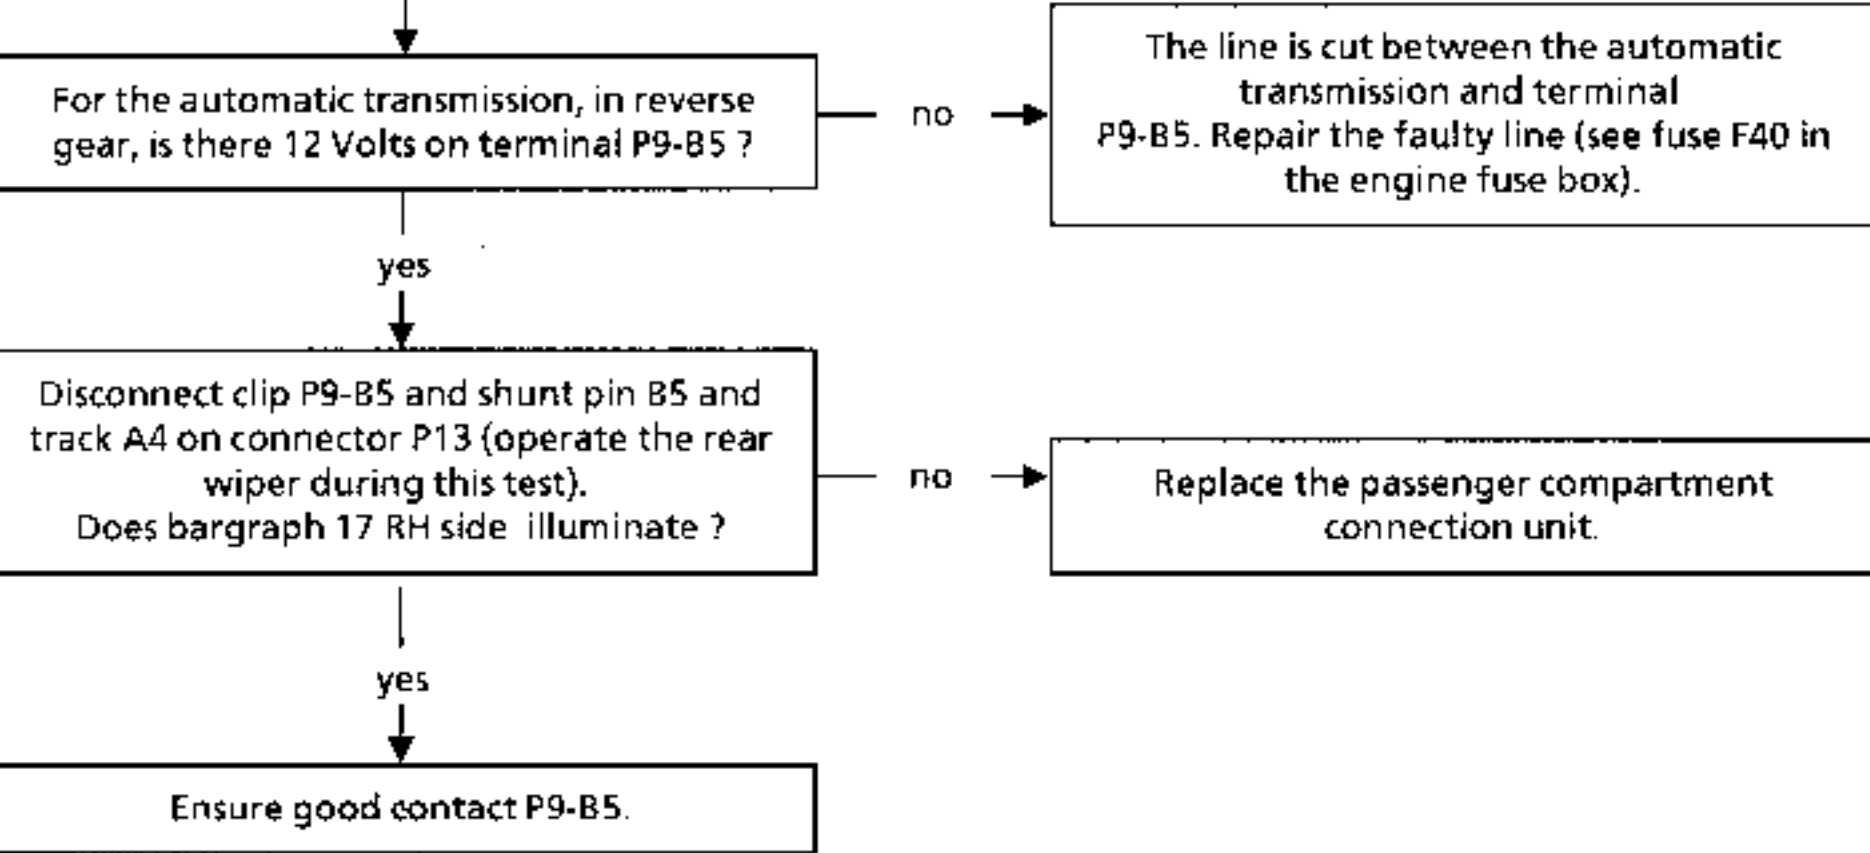 For the automatic transmission, in reverse
gear, is there 12 Volts on terminal P9-B5 ?
no
The line is cut between the automatic
transmission and terminal
P9-B5. Repair the faulty line (see fuse F40 in
the engine fuse box).
yes
Disconnect clip P9-B5 and shunt pin B5 and
track A4 on connector P13 (operate the rear
wiper during this test).
Does bargraph 17 RH side illuminate ?
no
Replace the passenger compartment
connection unit.
yes
Ensure good contact P9-B5.